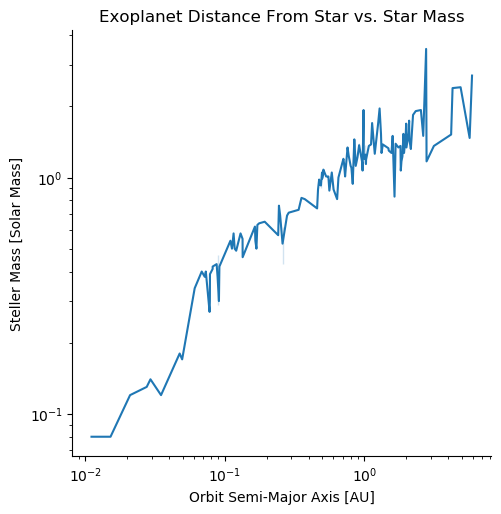 Exoplanet Distance From Star vs. Star Mass
Steller Mass [Solar Mass]
10⁰
10⁻¹
10⁻²
10⁻¹
10⁰
Orbit Semi-Major Axis [AU]